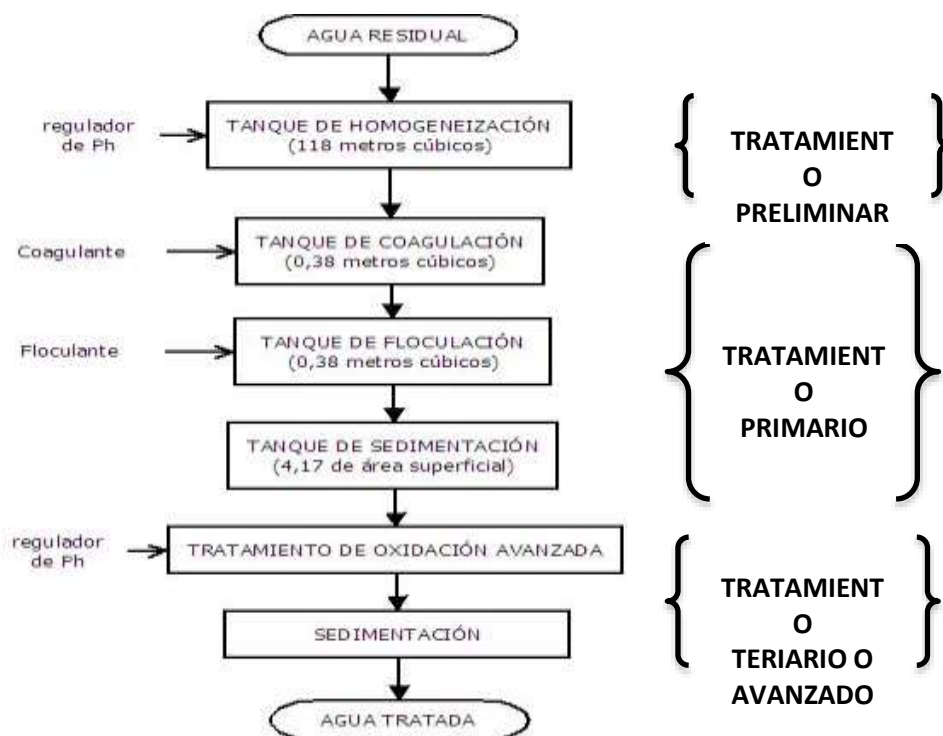 AGUA RESIDUAL
regulador
de Ph
TANQUE DE HOMOGENEIZACIÓN
(118 metros cúbicos)
TRATAMIENT
O
PRELIMINAR
Coagulante
TANQUE DE COAGULACIÓN
(0,38 metros cúbicos)
Floculante
TANQUE DE FLOCULACIÓN
(0,38 metros cúbicos)
TRATAMIENT
O
PRIMARIO
TANQUE DE SEDIMENTACIÓN
(4,17 de área superficial)
regulador
de Ph
TRATAMIENTO DE OXIDACIÓN AVANZADA
TRATAMIENT
O
TERIARIO O
AVANZADO
SEDIMENTACIÓN
AGUA TRATADA